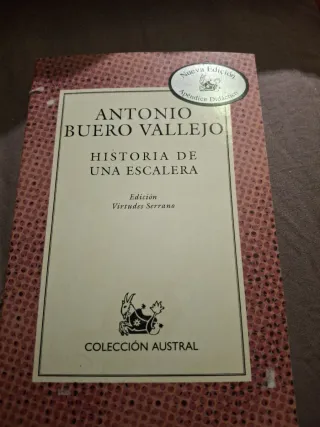 Nueva Edición
Apéndice Didáctico
ANTONIO
BUERO VALLEJO
HISTORIA DE
UNA ESCALERA
Edición
Virtudes Serrano
COLECCIÓN AUSTRAL